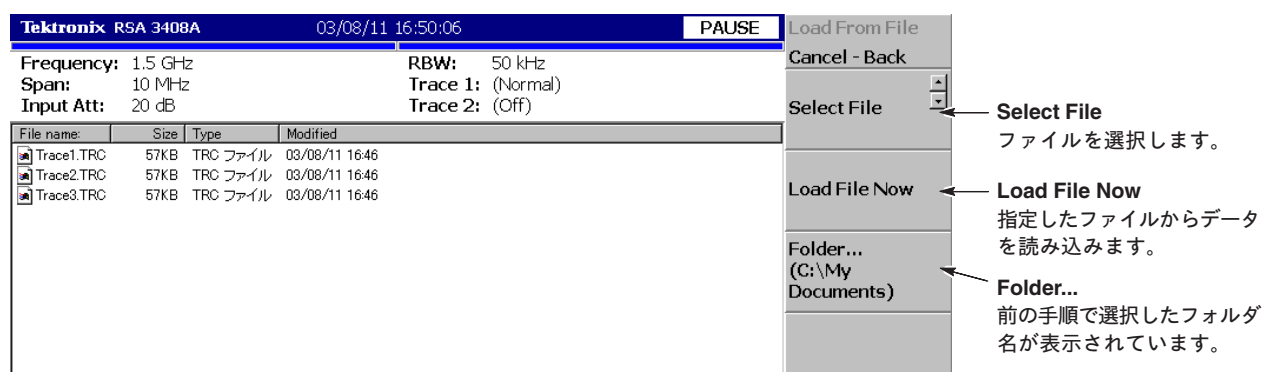 Tektronix RSA 3408A 03/08/11 16:50:06 PAUSE
Frequency: 1.5 GHz RBW: 50 kHz
Span: 10 MHz Trace 1: (Normal)
Input Att: 20 dB Trace 2: (Off)
File name: Size Type Modified
Trace1.TRC 57KB TRC ファイル 03/08/11 16:46
Trace2.TRC 57KB TRC ファイル 03/08/11 16:46
Trace3.TRC 57KB TRC ファイル 03/08/11 16:46
Load From File
Cancel - Back
Select File
Load File Now
Folder...
(C:\My
Documents)
Select File
ファイルを選択します。
Load File Now
指定したファイルからデータ
を読み込みます。
Folder...
前の手順で選択したフォルダ
名が表示されています。